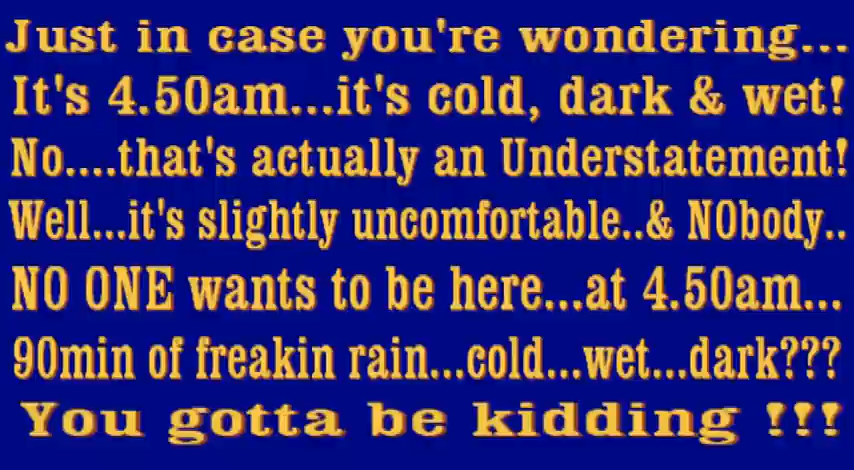 Just in case you're wondering...
It's 4.50am...it's cold, dark & wet!
No....that's actually an Understatement!
Well...it's slightly uncomfortable..& NObody..
NO ONE wants to be here...at 4.50am...
90min of freakin rain...cold...wet...dark???
You gotta be kidding !!!